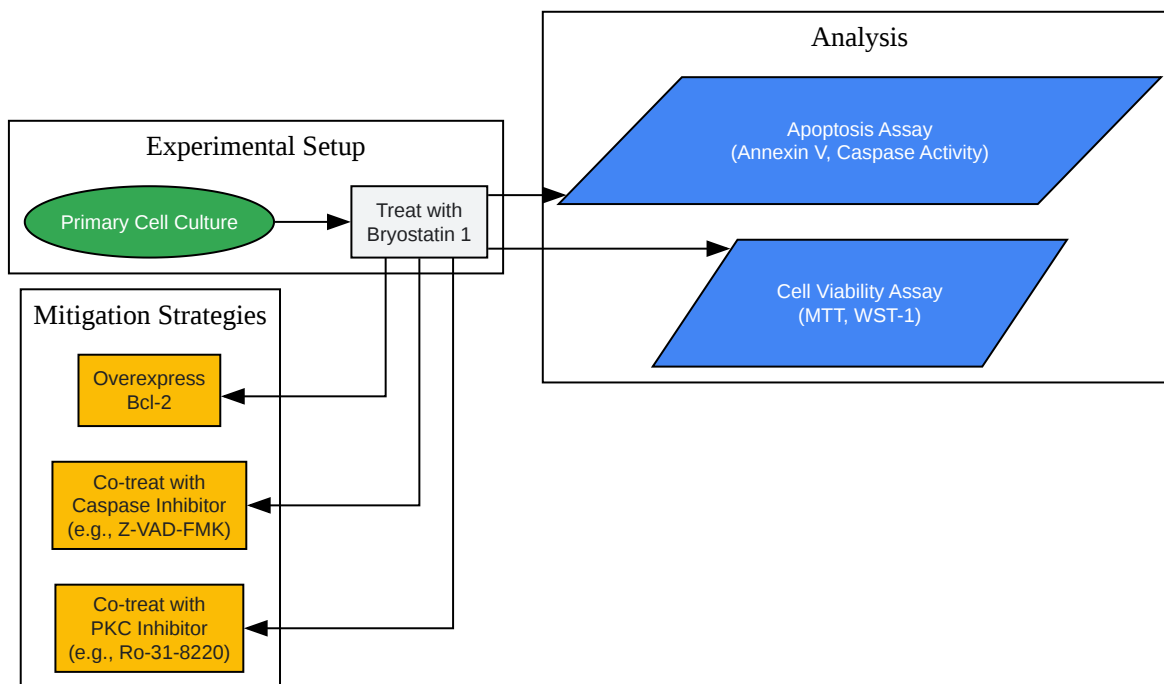 Experimental Setup
Primary Cell Culture
Treat with
Bryostatin 1
Analysis
Apoptosis Assay
(Annexin V, Caspase Activity)
Cell Viability Assay
(MTT, WST-1)
Mitigation Strategies
Overexpress
Bcl-2
Co-treat with
Caspase Inhibitor
(e.g., Z-VAD-FMK)
Co-treat with
PKC Inhibitor
(e.g., Ro-31-8220)